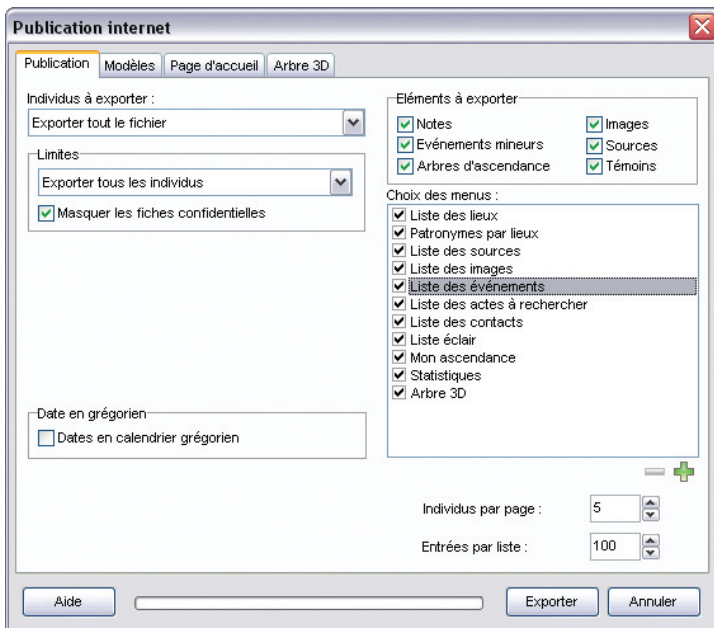 Publication internet
Publication Modèles Page d'accueil Arbre 3D
Individus à exporter :
Exporter tout le fichier
Limites
Exporter tous les individus
Masquer les fiches confidentielles
Date en grégorien
Dates en calendrier grégorien
Eléments à exporter
Notes Images
Evénements mineurs Sources
Arbres d'ascendance Témoins
Choix des menus :
Liste des lieux
Patronymes par lieux
Liste des sources
Liste des images
Liste des événements
Liste des actes à rechercher
Liste des contacts
Liste éclair
Mon ascendance
Statistiques
Arbre 3D
Individus par page : 5
Entrées par liste : 100
Aide Exporter Annuler